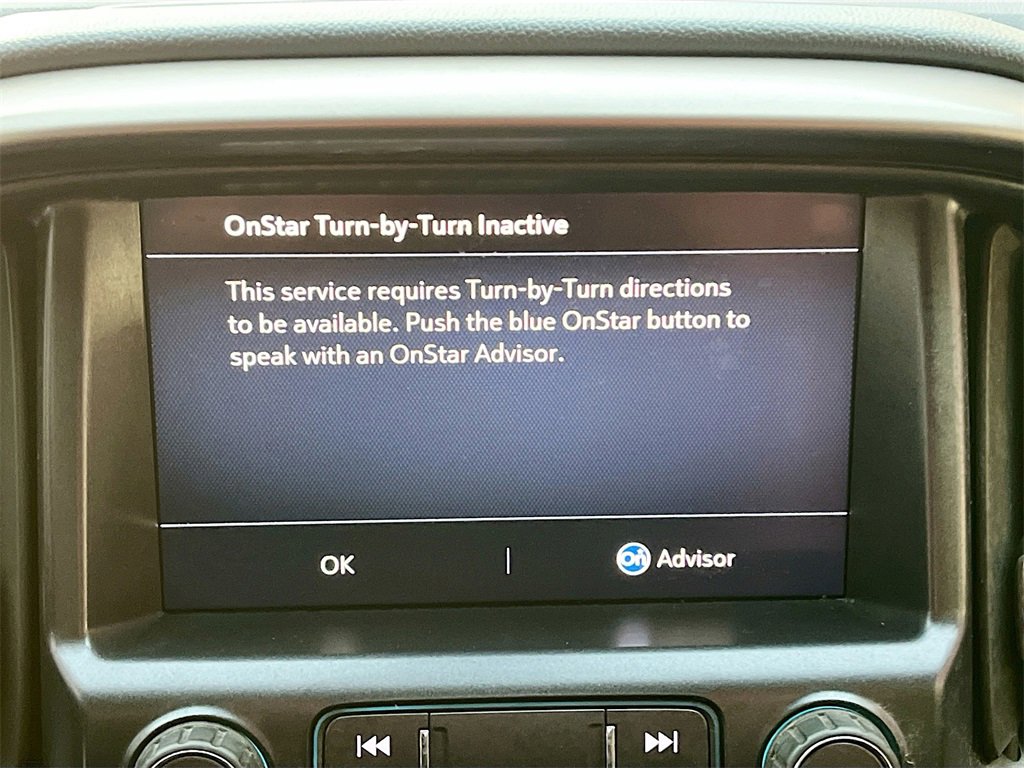 OnStar Turn-by-Turn Inactive
This service requires Turn-by-Turn directions
to be available. Push the blue OnStar button to
speak with an OnStar Advisor.
OK | On Advisor